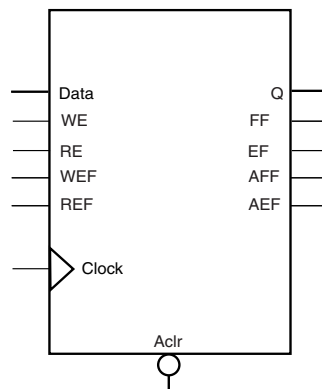 Data Q
WE FF
RE EF
WEF AFF
REF AEF
Clock
Aclr